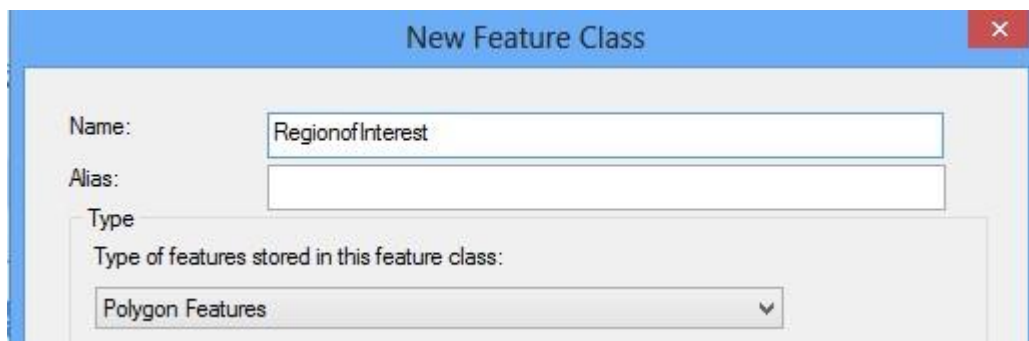 New Feature Class
Name: RegionofInterest
Alias:
Type
Type of features stored in this feature class:
Polygon Features